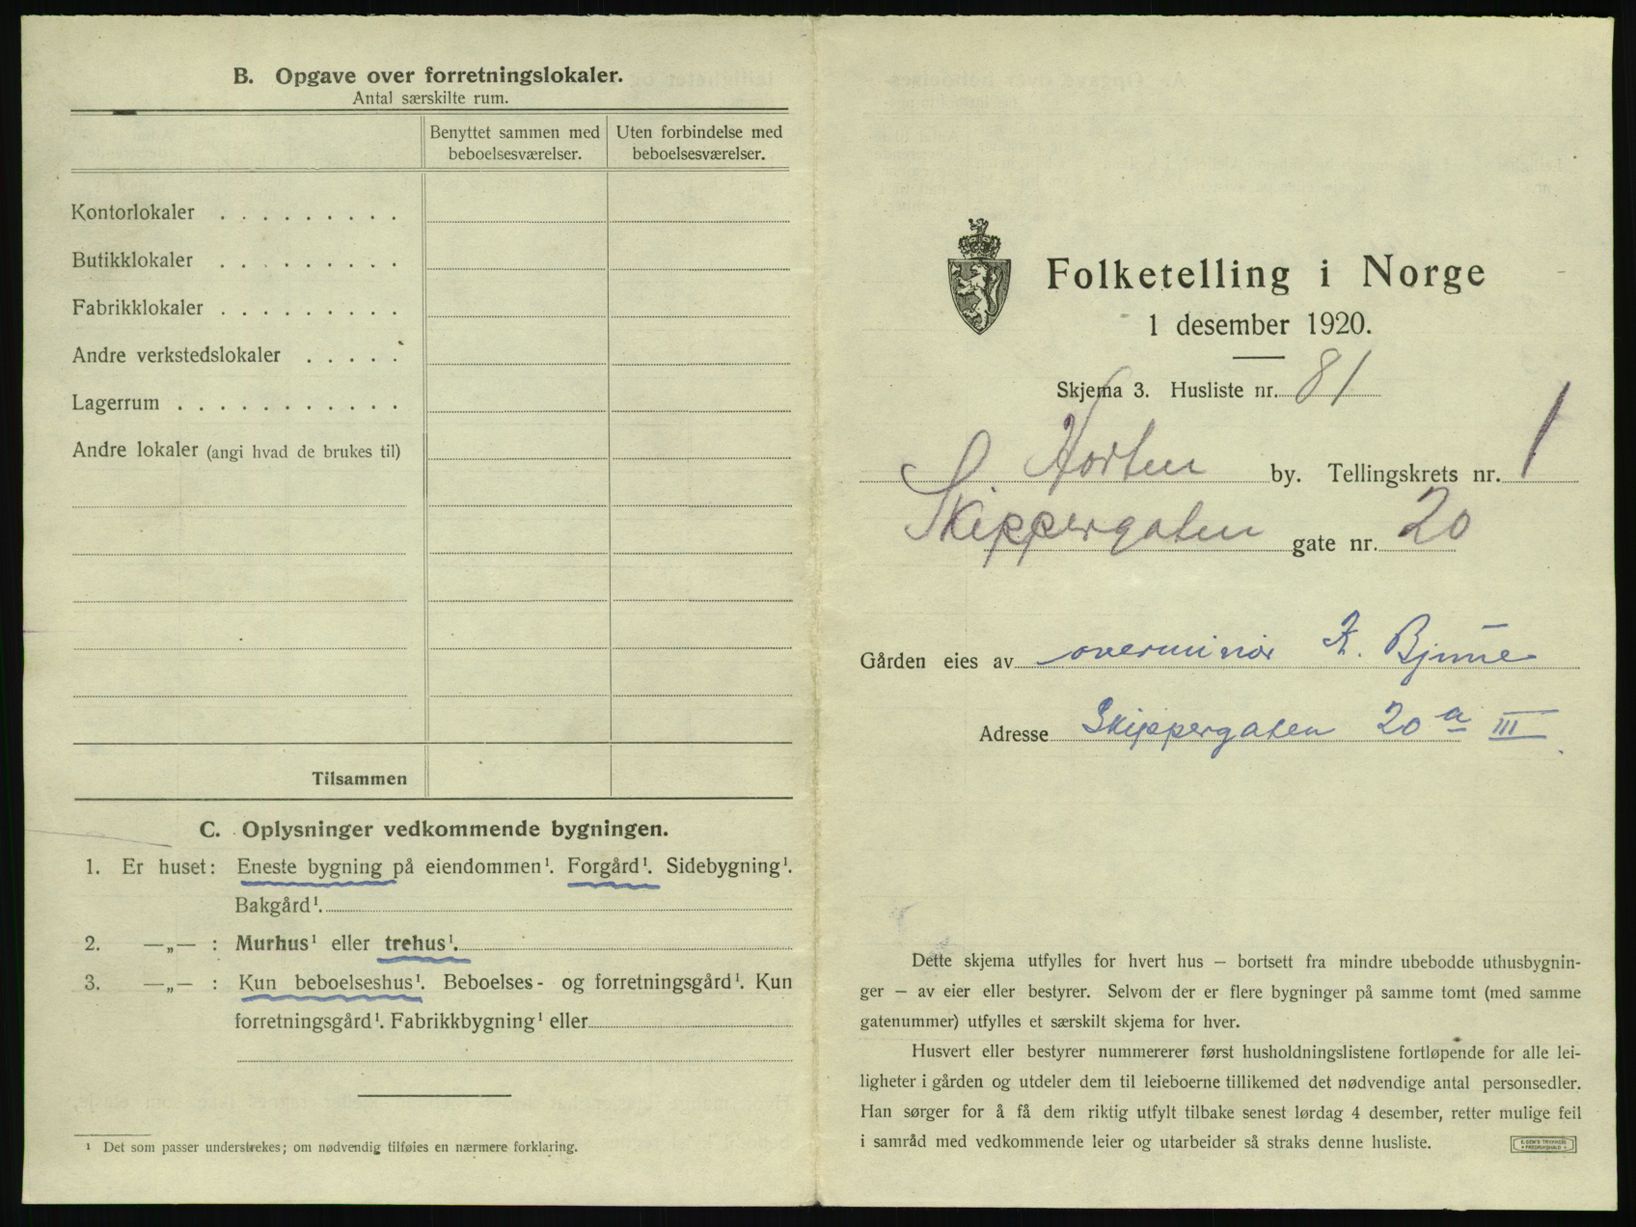 B. Opgave over forretningslokaler.
Antal særskilte rum.
Benyttet sammen med beboelsesværelser.
Uten forbindelse med beboelsesværelser.
Kontorlokaler . . . . . . . . .
Butikklokaler . . . . . . . . .
Fabrikklokaler . . . . . . . . .
Andre verkstedslokaler . . . . .
Lagerrum . . . . . . . . . . .
Andre lokaler (angi hvad de brukes til)
Tilsammen
C. Oplysninger vedkommende bygningen.
1. Er huset: Eneste bygning på eiendommen¹. Forgård¹. Sidebygning¹.
Bakgård¹.
2. —„— : Murhus¹ eller trehus¹.
3. —„— : Kun beboelseshus¹. Beboelses- og forretningsgård¹. Kun
forretningsgård¹. Fabrikkbygning¹ eller
¹ Det som passer understrekes; om nødvendig tilføies en nærmere forklaring.
Folketelling i Norge
1 desember 1920.
Skjema 3. Husliste nr. 81
Horten by. Tellingskrets nr. 1
Skippergaten gate nr. 20
Gården eies av overminør Bjune
Adresse Skippergaten 20 a III
Dette skjema utfylles for hvert hus – bortsett fra mindre ubebodde uthusbygnin-
ger – av eier eller bestyrer. Selvom der er flere bygninger på samme tomt (med samme
gatenummer) utfylles et særskilt skjema for hver.
Husvert eller bestyrer nummererer først husholdningslistene fortløpende for alle lei-
ligheter i gården og utdeler dem til leieboerne tillikemed det nødvendige antal personsedler.
Han sørger for å få dem riktig utfylt tilbake senest lørdag 4 desember, retter mulige feil
i samråd med vedkommende leier og utarbeider så straks denne husliste.